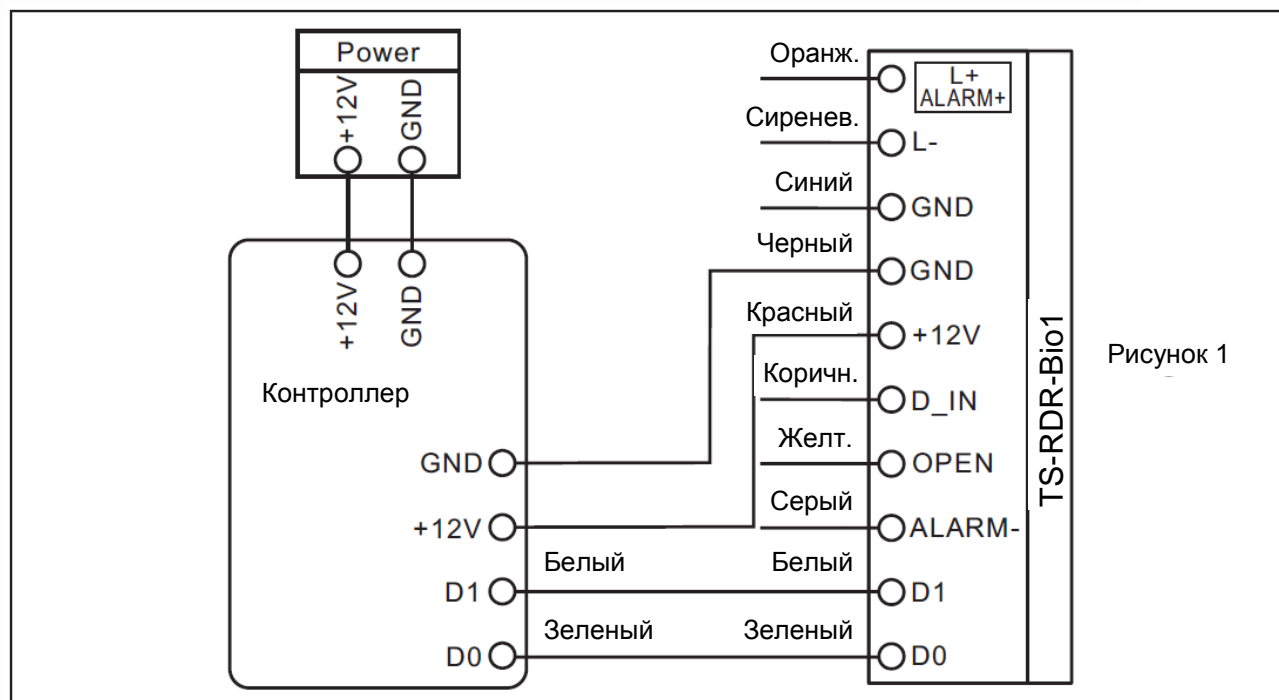 Power
+12V
GND
+12V
GND
Контроллер
GND
+12V
D1
D0
Белый
Зеленый
Оранж.
Сиренев.
Синий
Черный
Красный
Коричн.
Желт.
Серый
Белый
Зеленый
L+
ALARM+
L-
GND
GND
+12V
D_IN
OPEN
ALARM-
D1
D0
TS-RDR-Bio1
Рисунок 1